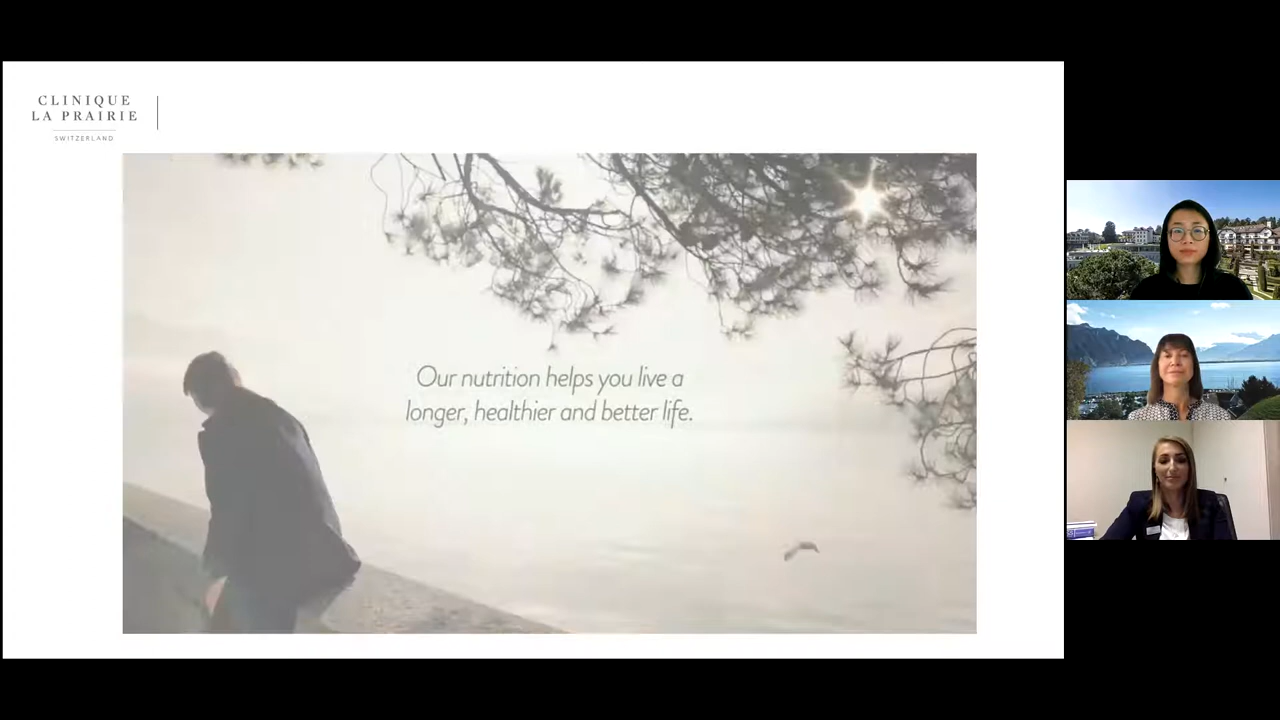 CLINIQUE
LA PRAIRIE
SWITZERLAND
Our nutrition helps you live a
longer, healthier and better life.